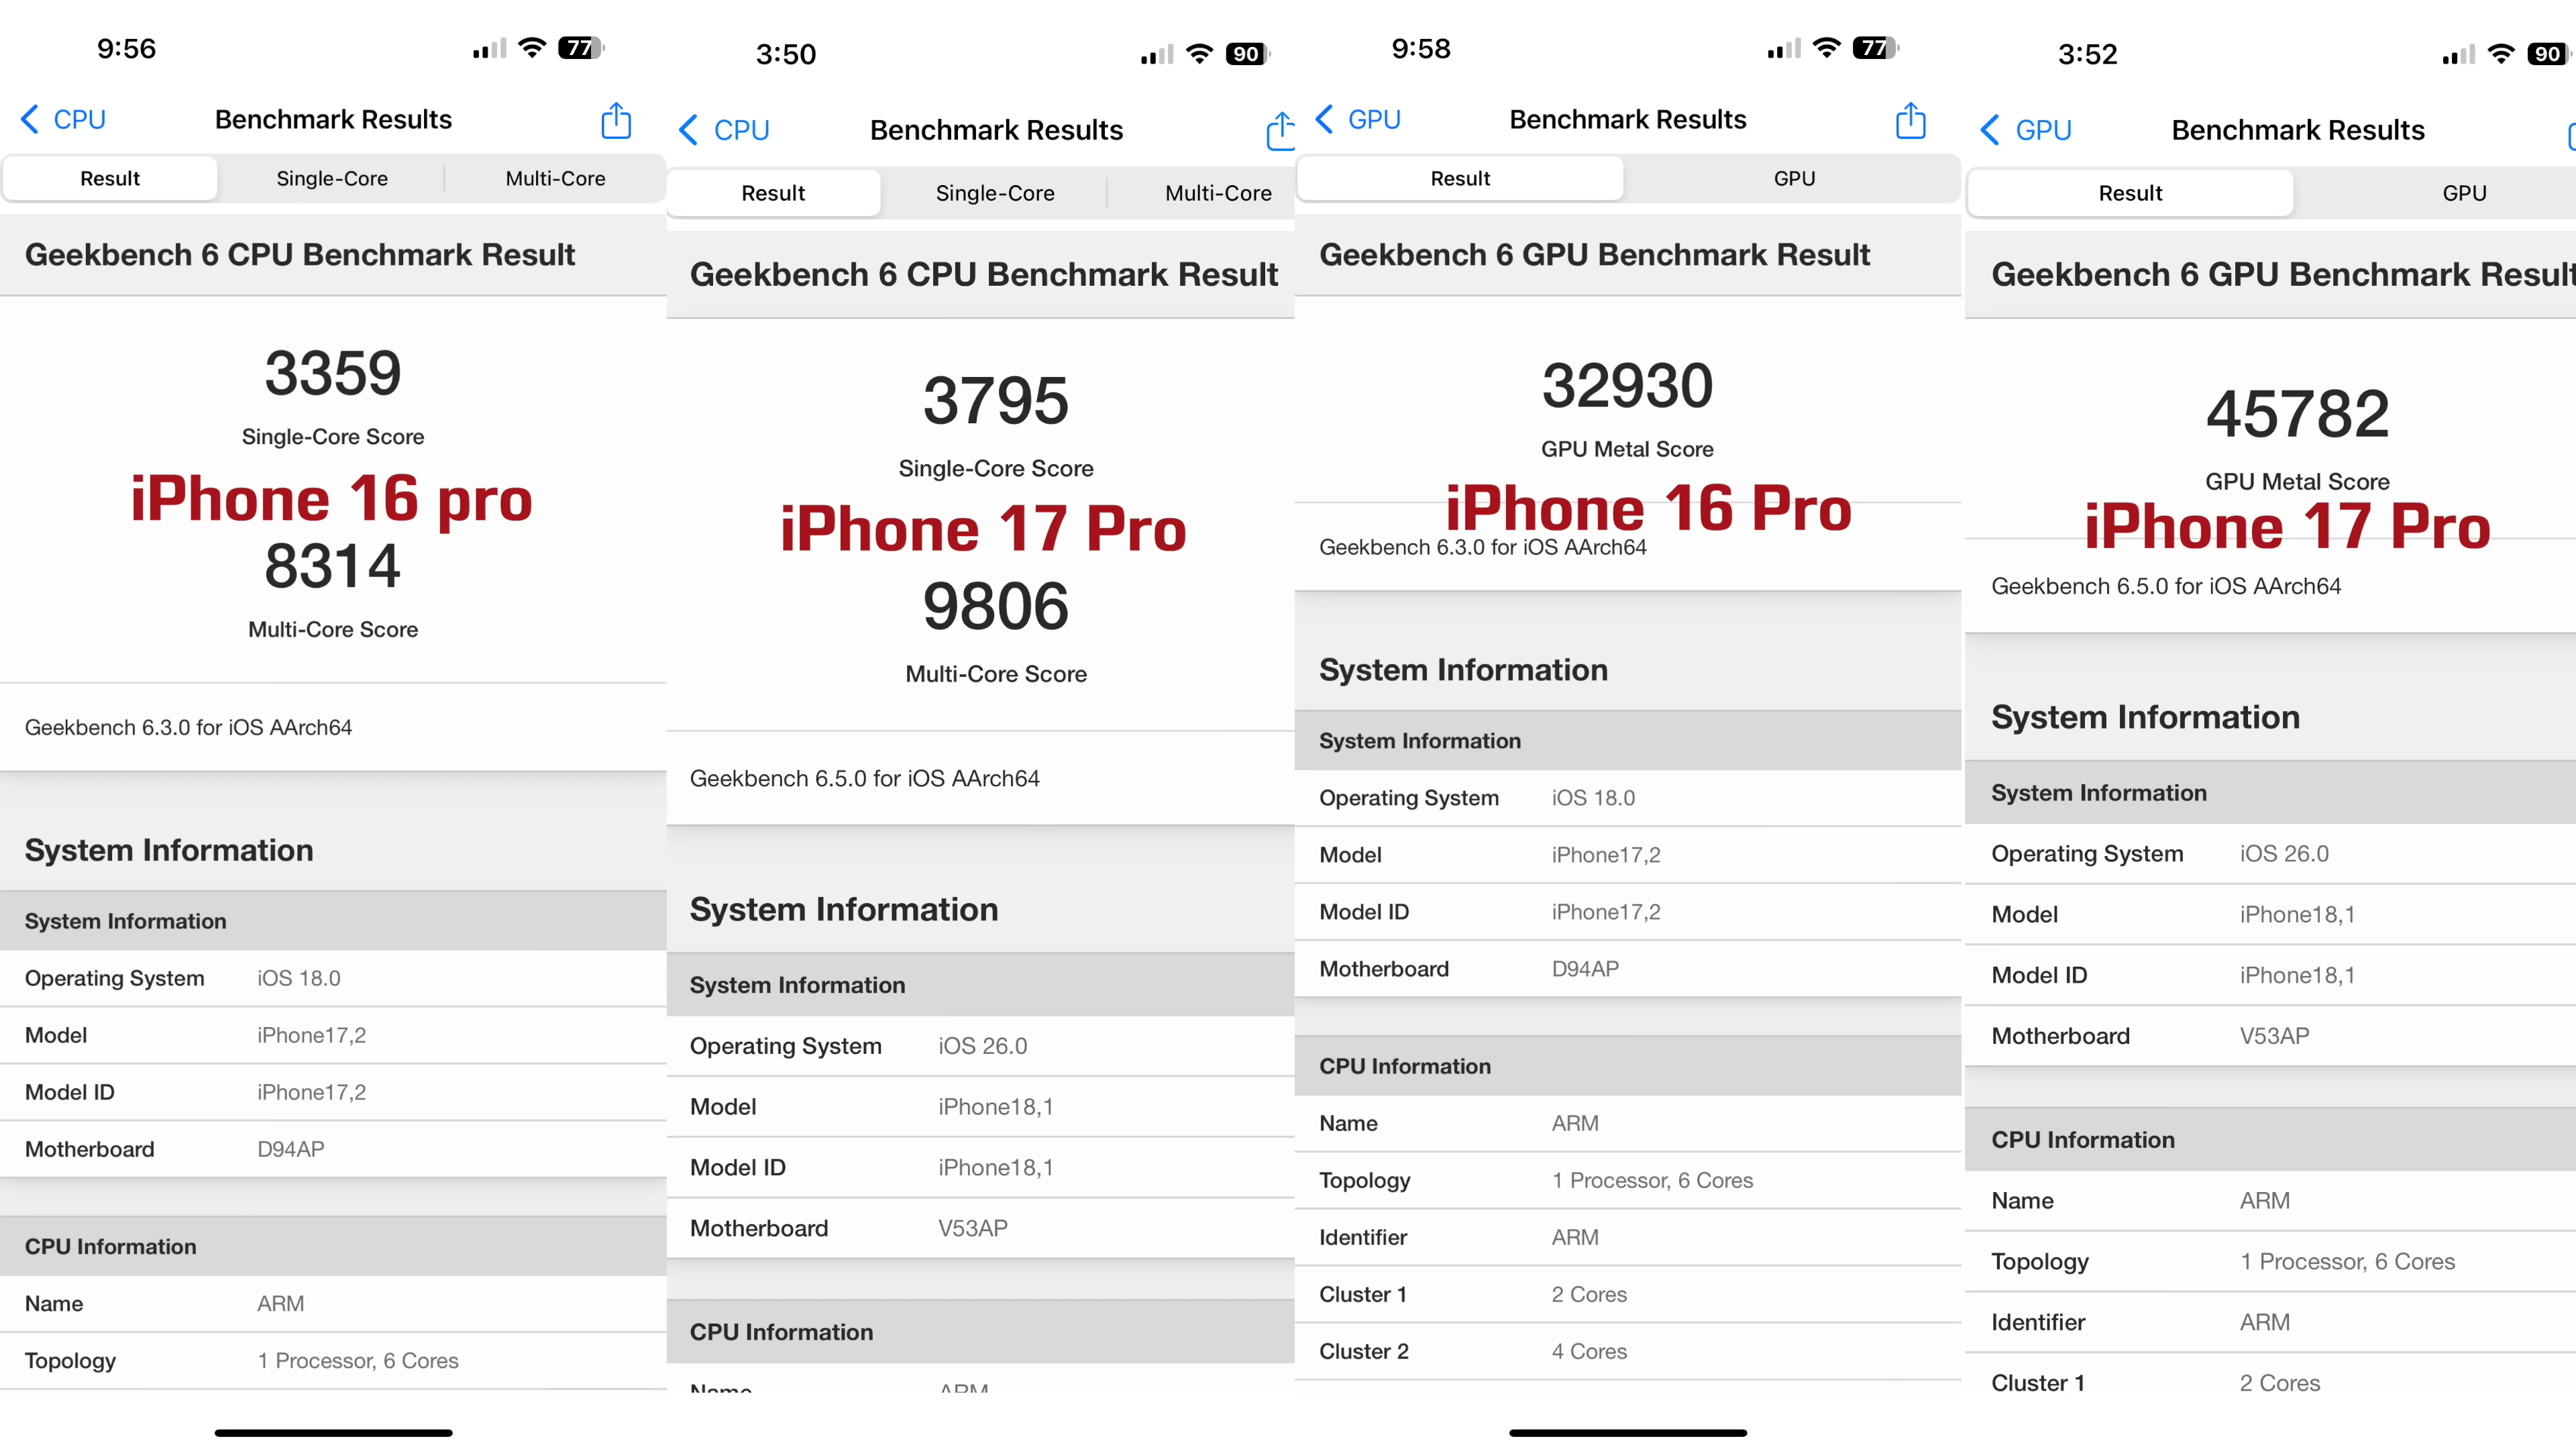 9:56
77
CPU
Benchmark Results
Result Single-Core Multi-Core
Geekbench 6 CPU Benchmark Result
3359
Single-Core Score
iPhone 16 pro
8314
Multi-Core Score
Geekbench 6.3.0 for iOS AArch64
System Information
System Information
Operating System iOS 18.0
Model iPhone17,2
Model ID iPhone17,2
Motherboard D94AP
CPU Information
Name ARM
Topology 1 Processor, 6 Cores
3:50
90
CPU
Benchmark Results
Result Single-Core Multi-Core
Geekbench 6 CPU Benchmark Result
3795
Single-Core Score
iPhone 17 Pro
9806
Multi-Core Score
Geekbench 6.5.0 for iOS AArch64
System Information
System Information
Operating System iOS 26.0
Model iPhone18,1
Model ID iPhone18,1
Motherboard V53AP
CPU Information
Name ARM
9:58
77
GPU
Benchmark Results
Result GPU
Geekbench 6 GPU Benchmark Result
32930
GPU Metal Score
iPhone 16 Pro
Geekbench 6.3.0 for iOS AArch64
System Information
System Information
Operating System iOS 18.0
Model iPhone17,2
Model ID iPhone17,2
Motherboard D94AP
CPU Information
Name ARM
Topology 1 Processor, 6 Cores
Identifier ARM
Cluster 1 2 Cores
Cluster 2 4 Cores
3:52
90
GPU
Benchmark Results
Result GPU
Geekbench 6 GPU Benchmark Result
45782
GPU Metal Score
iPhone 17 Pro
Geekbench 6.5.0 for iOS AArch64
System Information
System Information
Operating System iOS 26.0
Model iPhone18,1
Model ID iPhone18,1
Motherboard V53AP
CPU Information
Name ARM
Topology 1 Processor, 6 Cores
Identifier ARM
Cluster 1 2 Cores